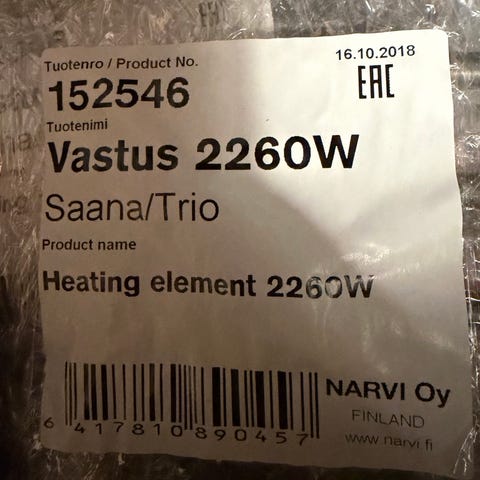 Tuotenro / Product No.
16.10.2018
152546
EAC
Tuotenimi
Vastus 2260W
Saana/Trio
Product name
Heating element 2260W
NARVI Oy
FINLAND
www.narvi.fi
6 417810 890457